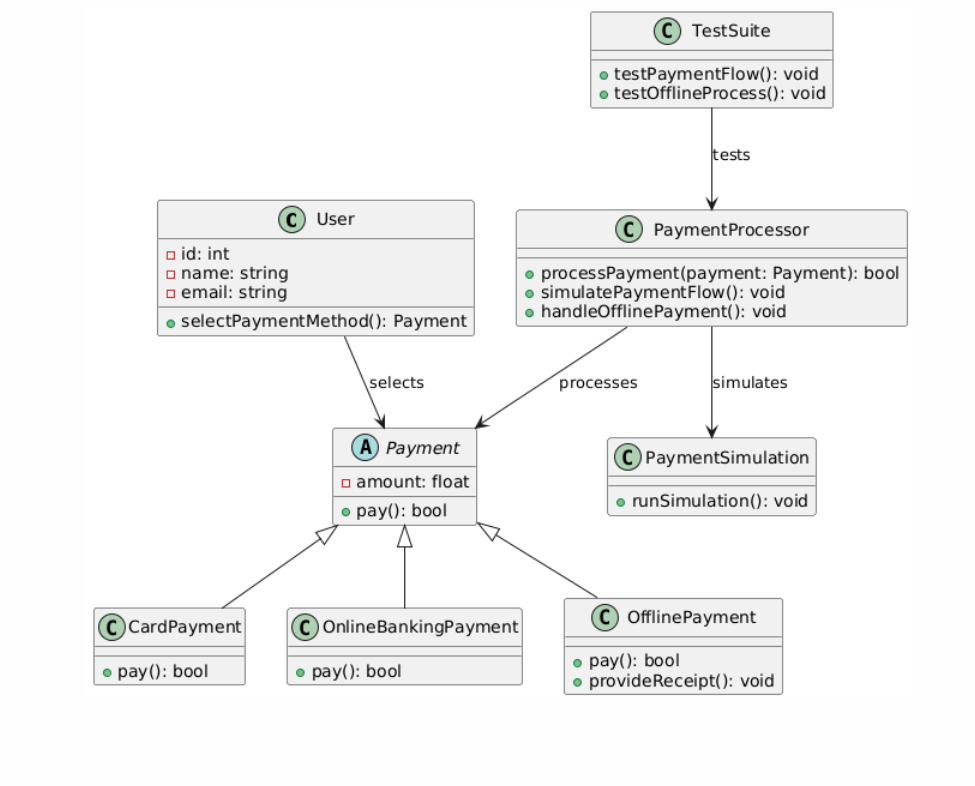 C TestSuite
testPaymentFlow(): void
testOfflineProcess(): void
tests
C User
id: int
name: string
email: string
selectPaymentMethod(): Payment
C PaymentProcessor
processPayment(payment: Payment): bool
simulatePaymentFlow(): void
handleOfflinePayment(): void
selects
processes
simulates
A Payment
amount: float
pay(): bool
C PaymentSimulation
runSimulation(): void
C CardPayment
pay(): bool
C OnlineBankingPayment
pay(): bool
C OfflinePayment
pay(): bool
provideReceipt(): void